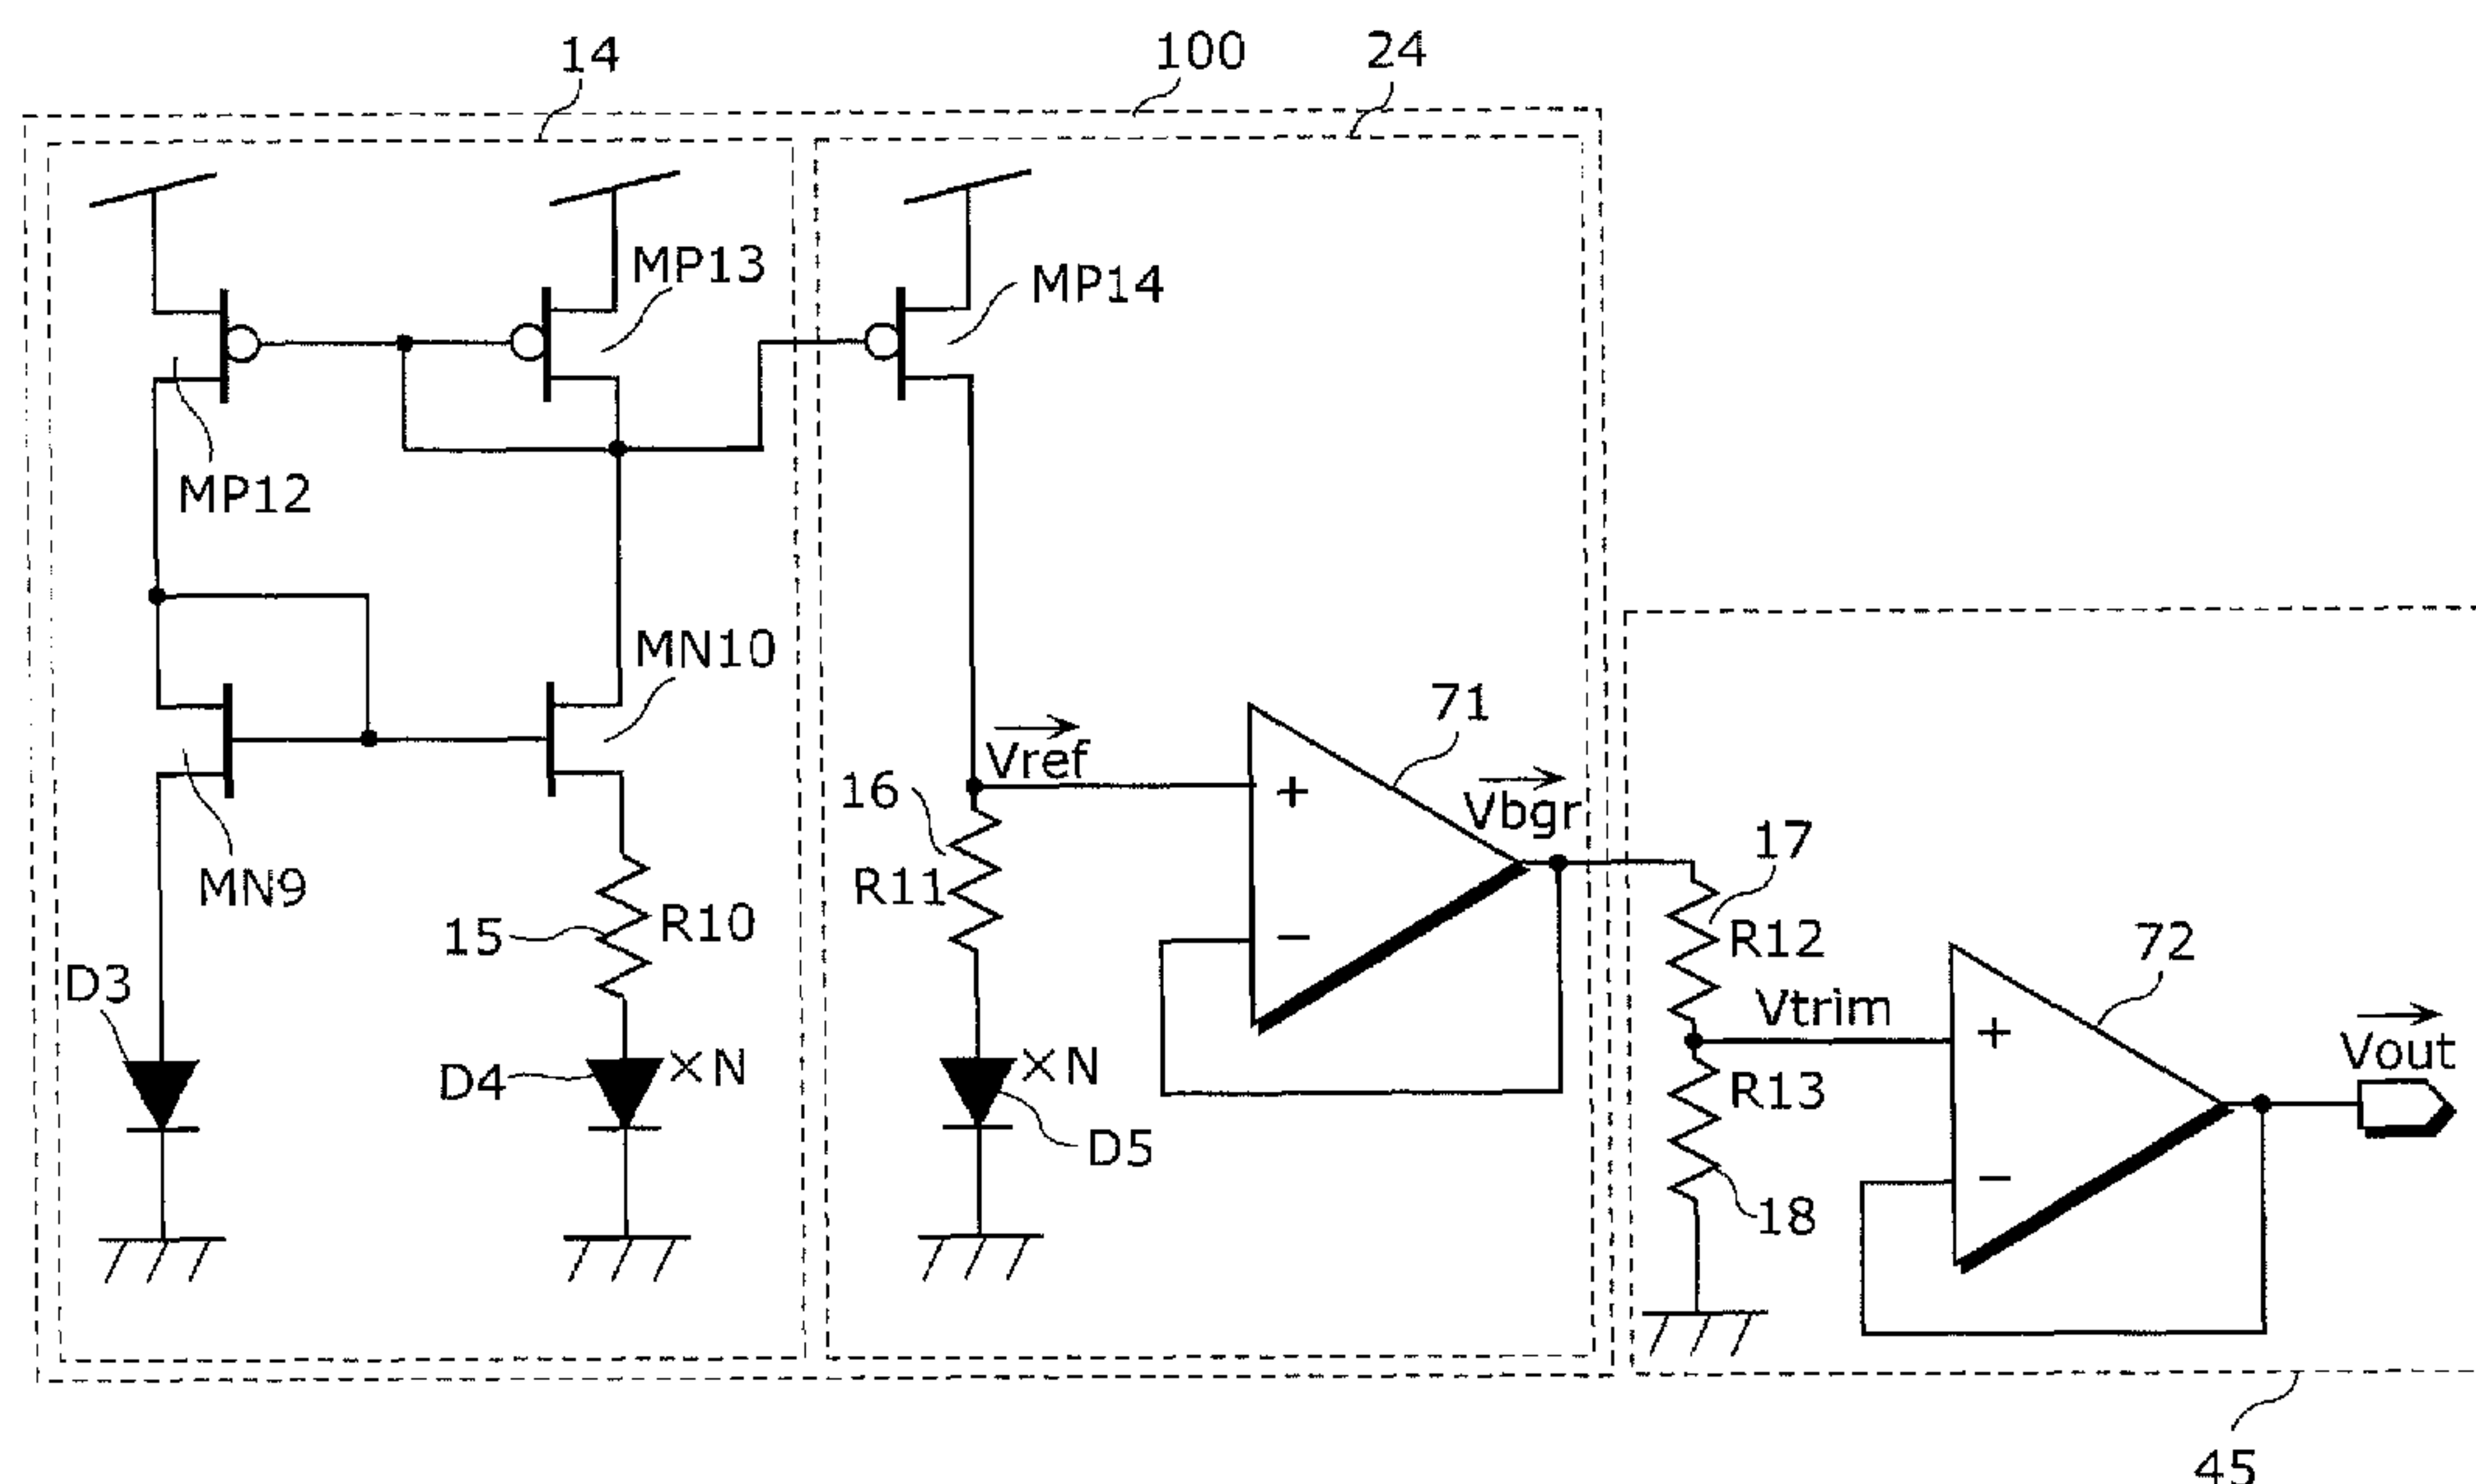 14
100
24
MP13
MP14
MP12
MN10
71
Vref
16
Vbgr
17
R11
MN9
R10
15
R12
72
D3
Vtrim
Vout
×N
×N
D4
R13
D5
18
+
−
+
−
45